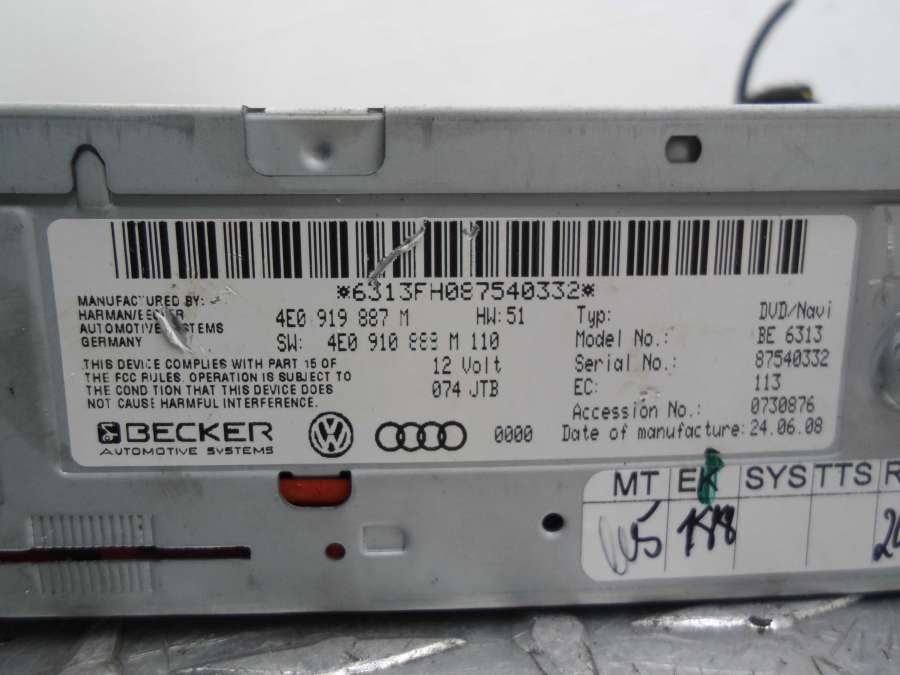 *6313FH087540332*
MANUFACTURED BY:
HARMAN/BECKER
AUTOMOTIVE SYSTEMS
GERMANY
4E0 919 887 M HW: 51
SW: 4E0 910 888 M 110
12 Volt
074 JTB
THIS DEVICE COMPLIES WITH PART 15 OF
THE FCC RULES. OPERATION IS SUBJECT TO
THE CONDITION THAT THIS DEVICE DOES
NOT CAUSE HARMFUL INTERFERENCE.
Typ: DVD/Navi
Model No.: BE 6313
Serial No.: 87540332
EC: 113
Accession No.: 0730876
Date of manufacture: 24.06.08
BECKER
AUTOMOTIVE SYSTEMS
0000
MT EK SYS TTS R